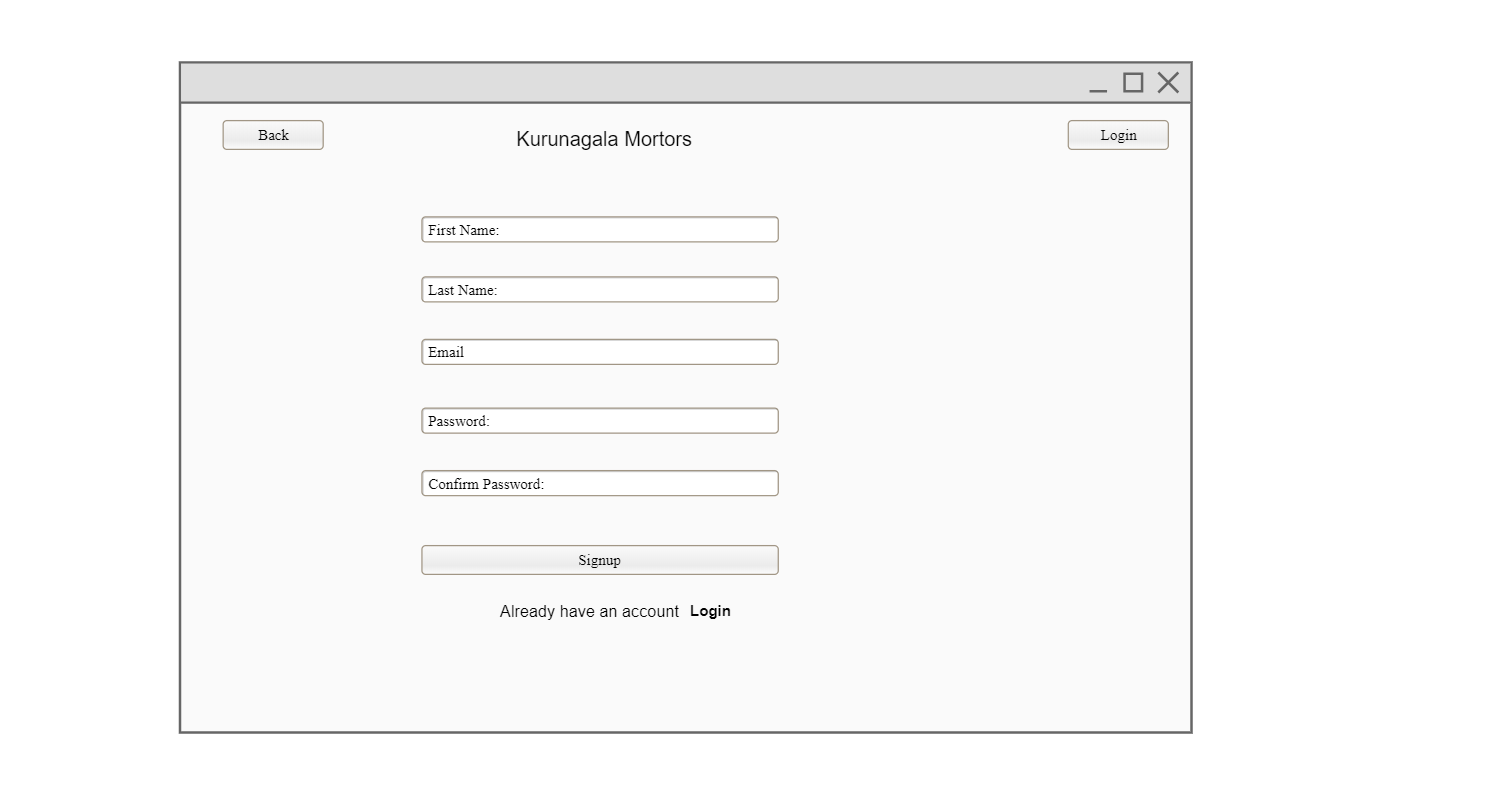 Back
Kurunagala Mortors
Login
First Name:
Last Name:
Email
Password:
Confirm Password:
Signup
Already have an account Login